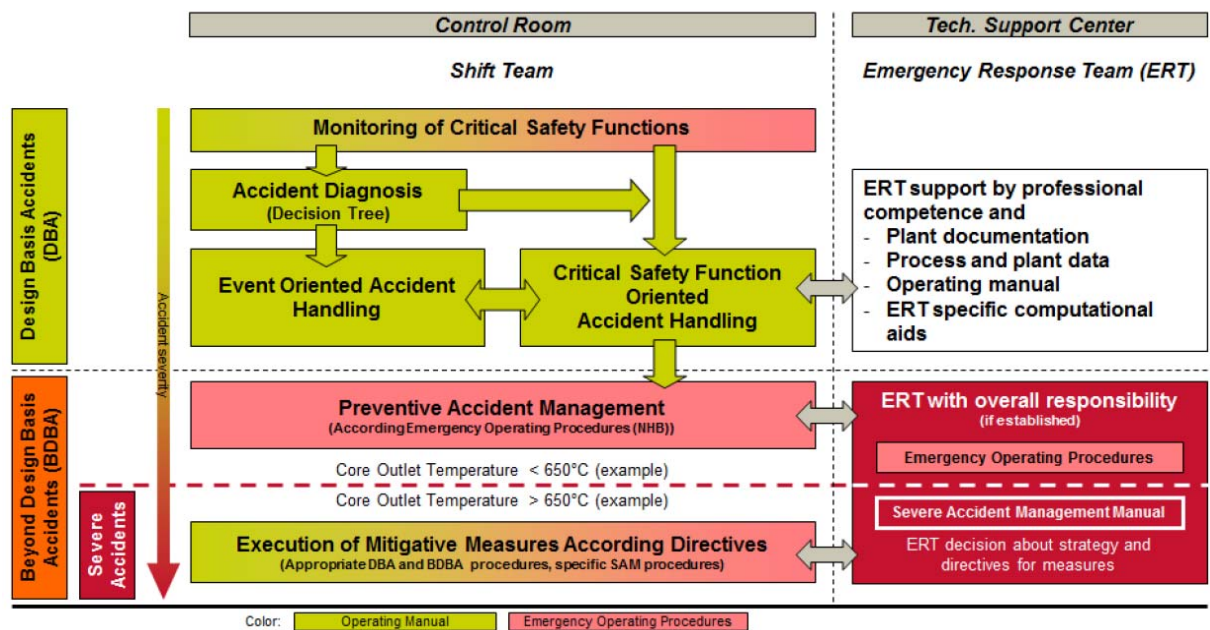 Control Room
Tech. Support Center
Shift Team
Emergency Response Team (ERT)
Design Basis Accidents
(DBA)
Accident severity
Monitoring of Critical Safety Functions
Accident Diagnosis
(Decision Tree)
Event Oriented Accident
Handling
Critical Safety Function
Oriented
Accident Handling
ERT support by professional
competence and
- Plant documentation
- Process and plant data
- Operating manual
- ERT specific computational
aids
Beyond Design Basis
Accidents (BDBA)
Preventive Accident Management
(According Emergency Operating Procedures (NHB))
ERT with overall responsibility
(if established)
Emergency Operating Procedures
Core Outlet Temperature < 650°C (example)
Core Outlet Temperature > 650°C (example)
Severe
Accidents
Severe Accident Management Manual
Execution of Mitigative Measures According Directives
(Appropriate DBA and BDBA procedures, specific SAM procedures)
ERT decision about strategy and
directives for measures
Color:
Operating Manual
Emergency Operating Procedures